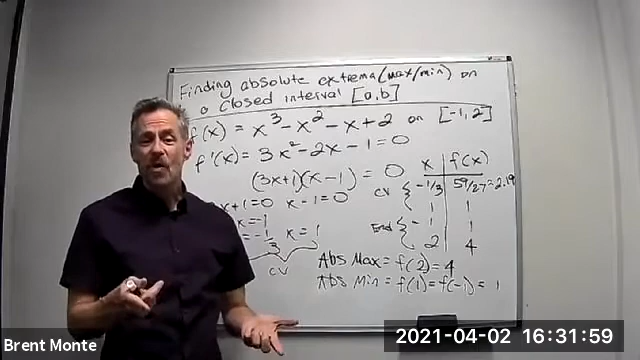 Finding absolute extrema (max/min) on
a closed interval [a,b]
f(x) = x³-x²-x+2 on [-1,2]
f'(x) = 3x²-2x-1=0
(3x+1)(x-1)=0
x+1=0 x-1=0
x=-1
-1/3 x=1
CV
x f(x)
CV -1/3 59/27≈2.19
1 1
End -1 1
2 4
Abs Max = f(2)=4
Abs Min = f(1)=f(-1)=1
Brent Monte
2021-04-02 16:31:59